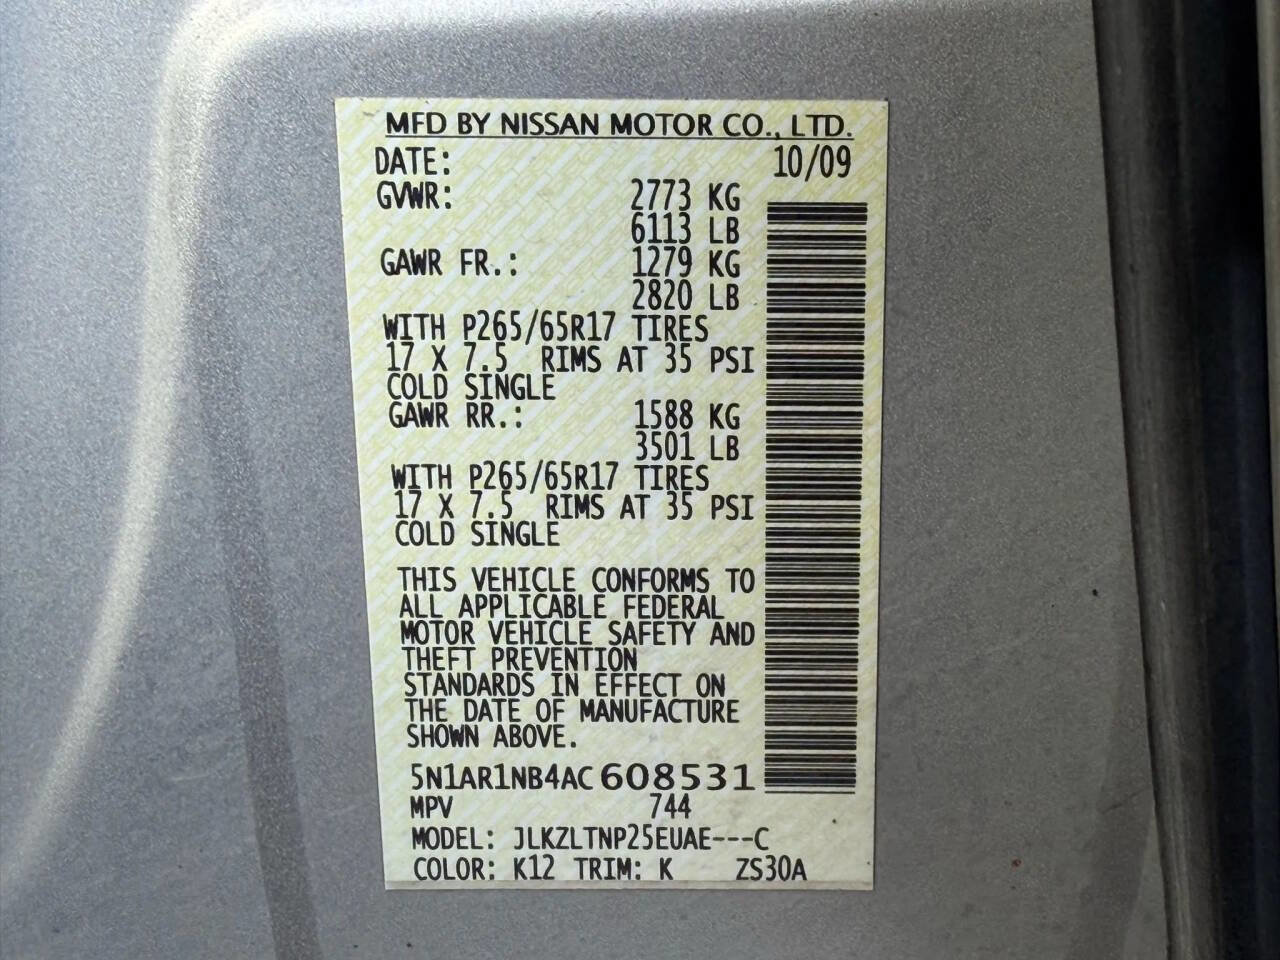 MFD BY NISSAN MOTOR CO., LTD.
DATE: 10/09
GVWR: 2773 KG
6113 LB
GAWR FR.: 1279 KG
2820 LB
WITH P265/65R17 TIRES
17 X 7.5 RIMS AT 35 PSI
COLD SINGLE
GAWR RR.: 1588 KG
3501 LB
WITH P265/65R17 TIRES
17 X 7.5 RIMS AT 35 PSI
COLD SINGLE
THIS VEHICLE CONFORMS TO
ALL APPLICABLE FEDERAL
MOTOR VEHICLE SAFETY AND
THEFT PREVENTION
STANDARDS IN EFFECT ON
THE DATE OF MANUFACTURE
SHOWN ABOVE.
5N1AR1NB4AC608531
MPV 744
MODEL: JLKZLTNP25EUAE---C
COLOR: K12 TRIM: K ZS30A